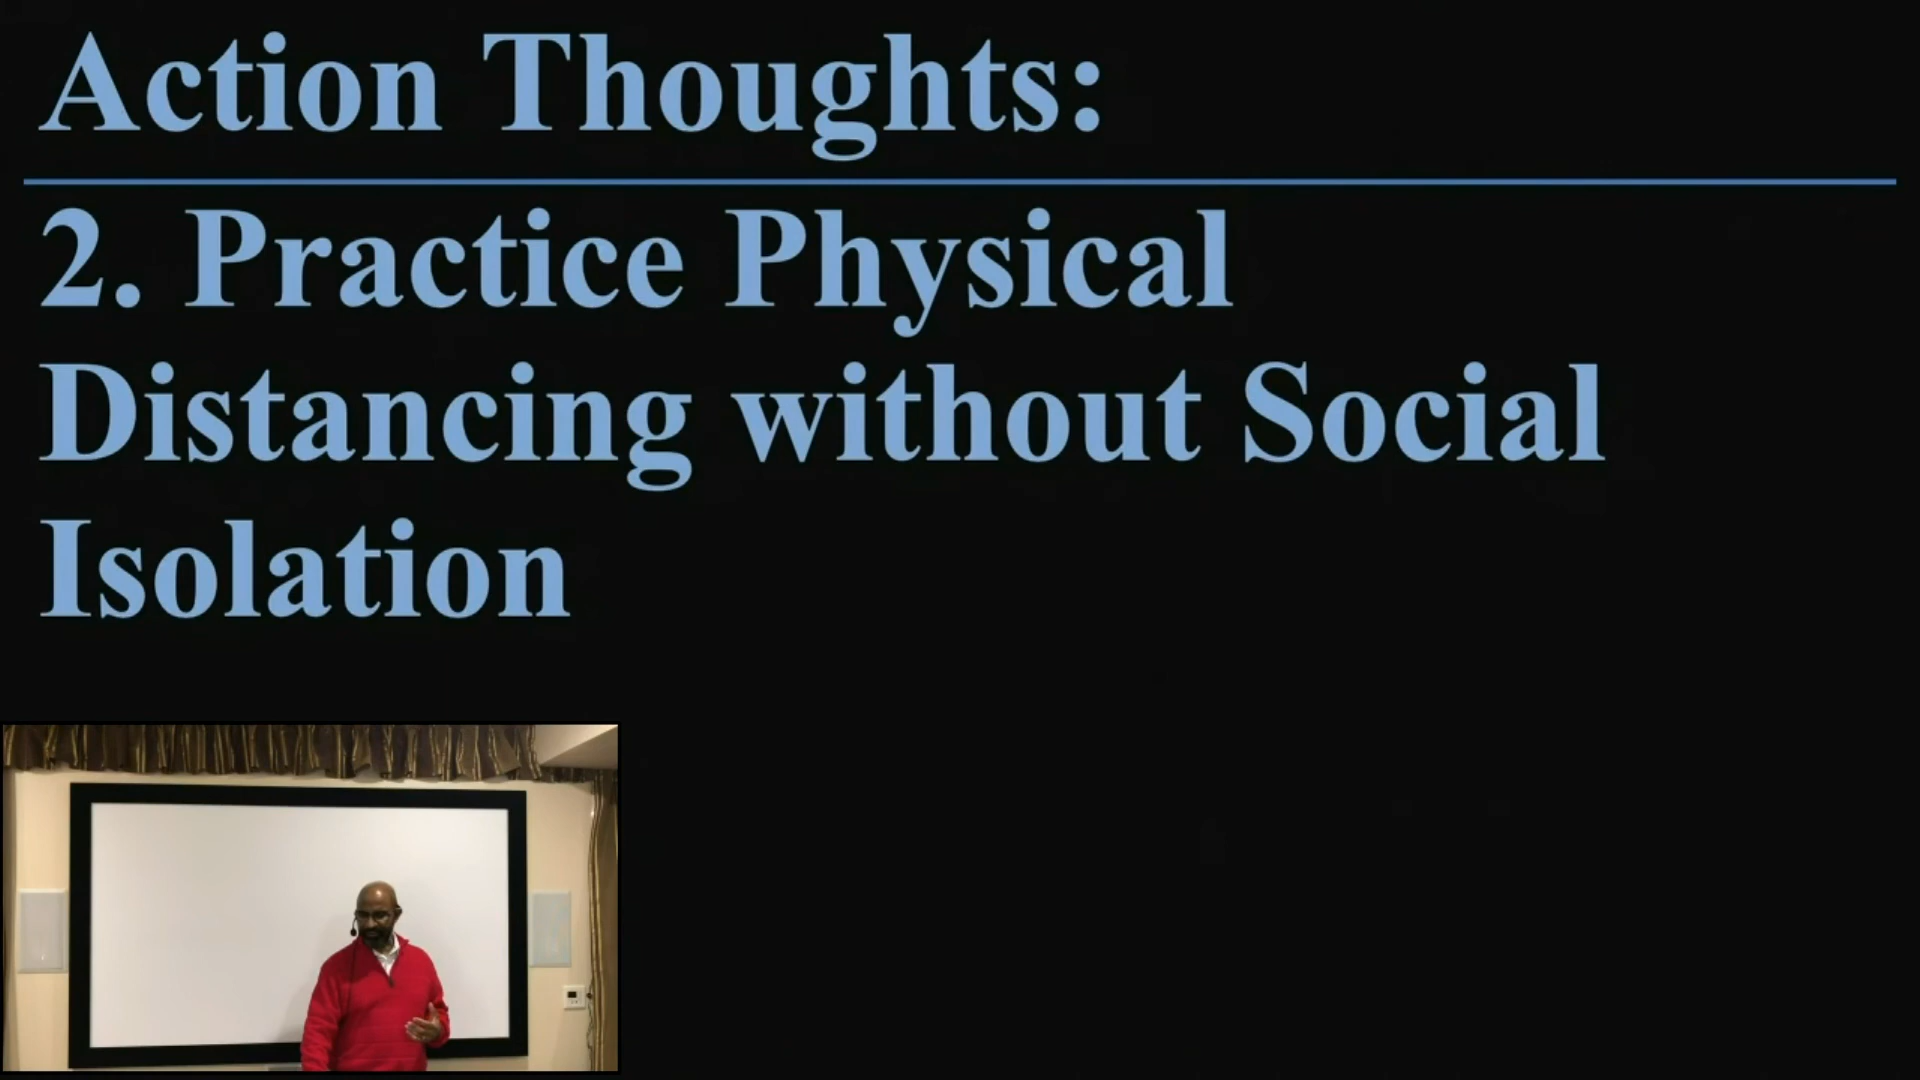 Action Thoughts:
2. Practice Physical
Distancing without Social
Isolation